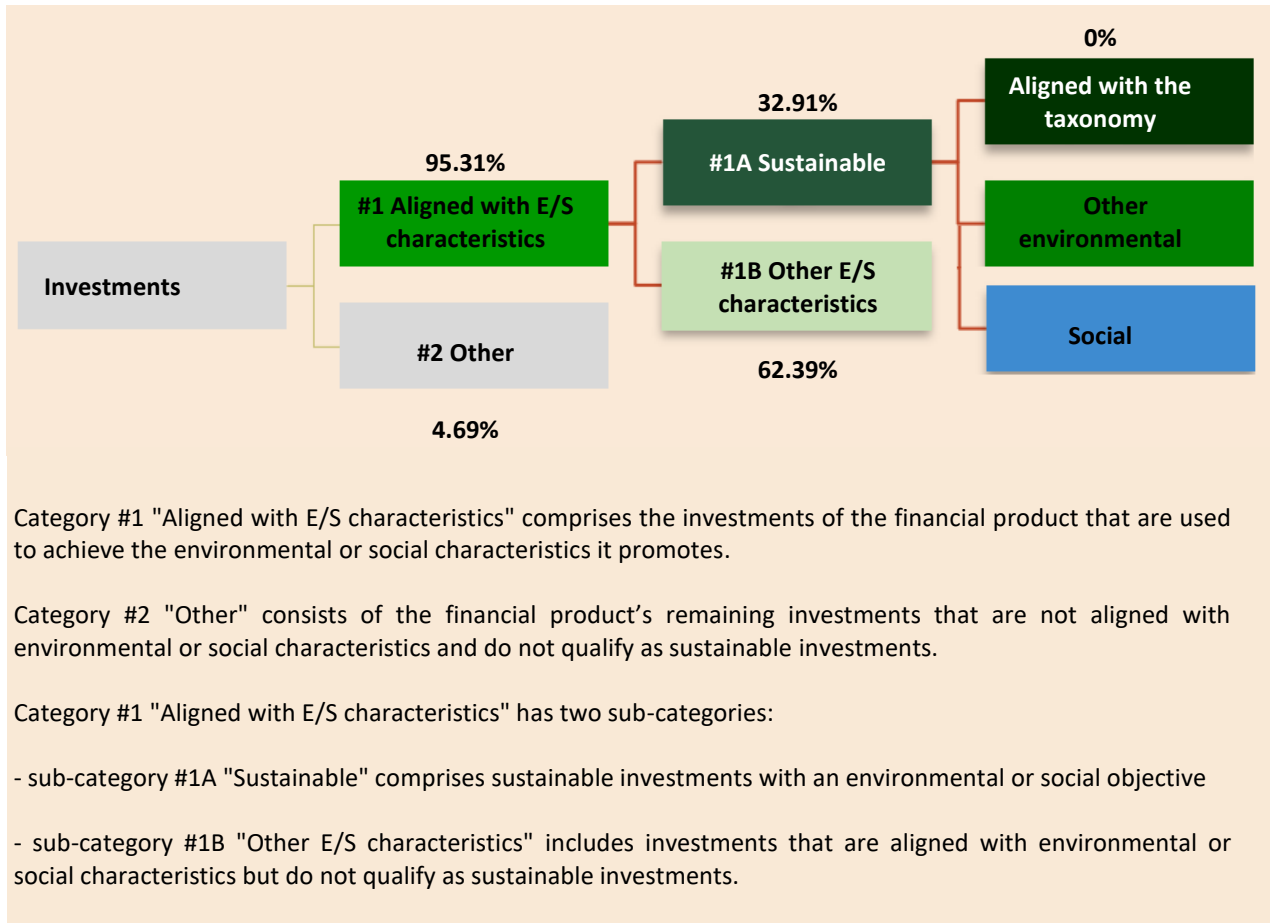 0%
Aligned with the
taxonomy
32.91%
#1A Sustainable
95.31%
#1 Aligned with E/S
characteristics
Other
environmental
Investments
#1B Other E/S
characteristics
#2 Other
Social
62.39%
4.69%
Category #1 "Aligned with E/S characteristics" comprises the investments of the financial product that are used
to achieve the environmental or social characteristics it promotes.
Category #2 "Other" consists of the financial product’s remaining investments that are not aligned with
environmental or social characteristics and do not qualify as sustainable investments.
Category #1 "Aligned with E/S characteristics" has two sub-categories:
- sub-category #1A "Sustainable" comprises sustainable investments with an environmental or social objective
- sub-category #1B "Other E/S characteristics" includes investments that are aligned with environmental or
social characteristics but do not qualify as sustainable investments.